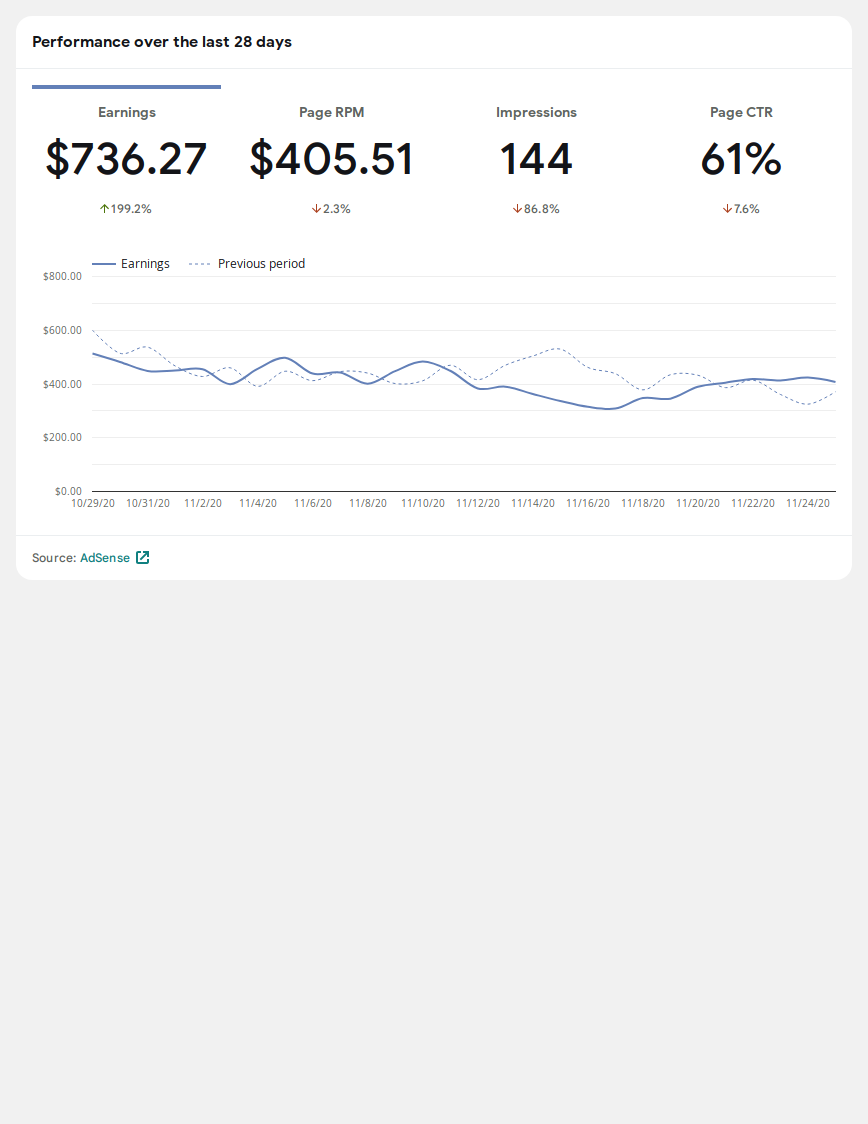 Performance over the last 28 days
Earnings Page RPM Impressions Page CTR
$736.27 $405.51 144 61%
199.2% 2.3% 86.8% 7.6%
Earnings Previous period
$800.00
$600.00
$400.00
$200.00
$0.00
10/29/20 10/31/20 11/2/20 11/4/20 11/6/20 11/8/20 11/10/20 11/12/20 11/14/20 11/16/20 11/18/20 11/20/20 11/22/20 11/24/20
Source: AdSense